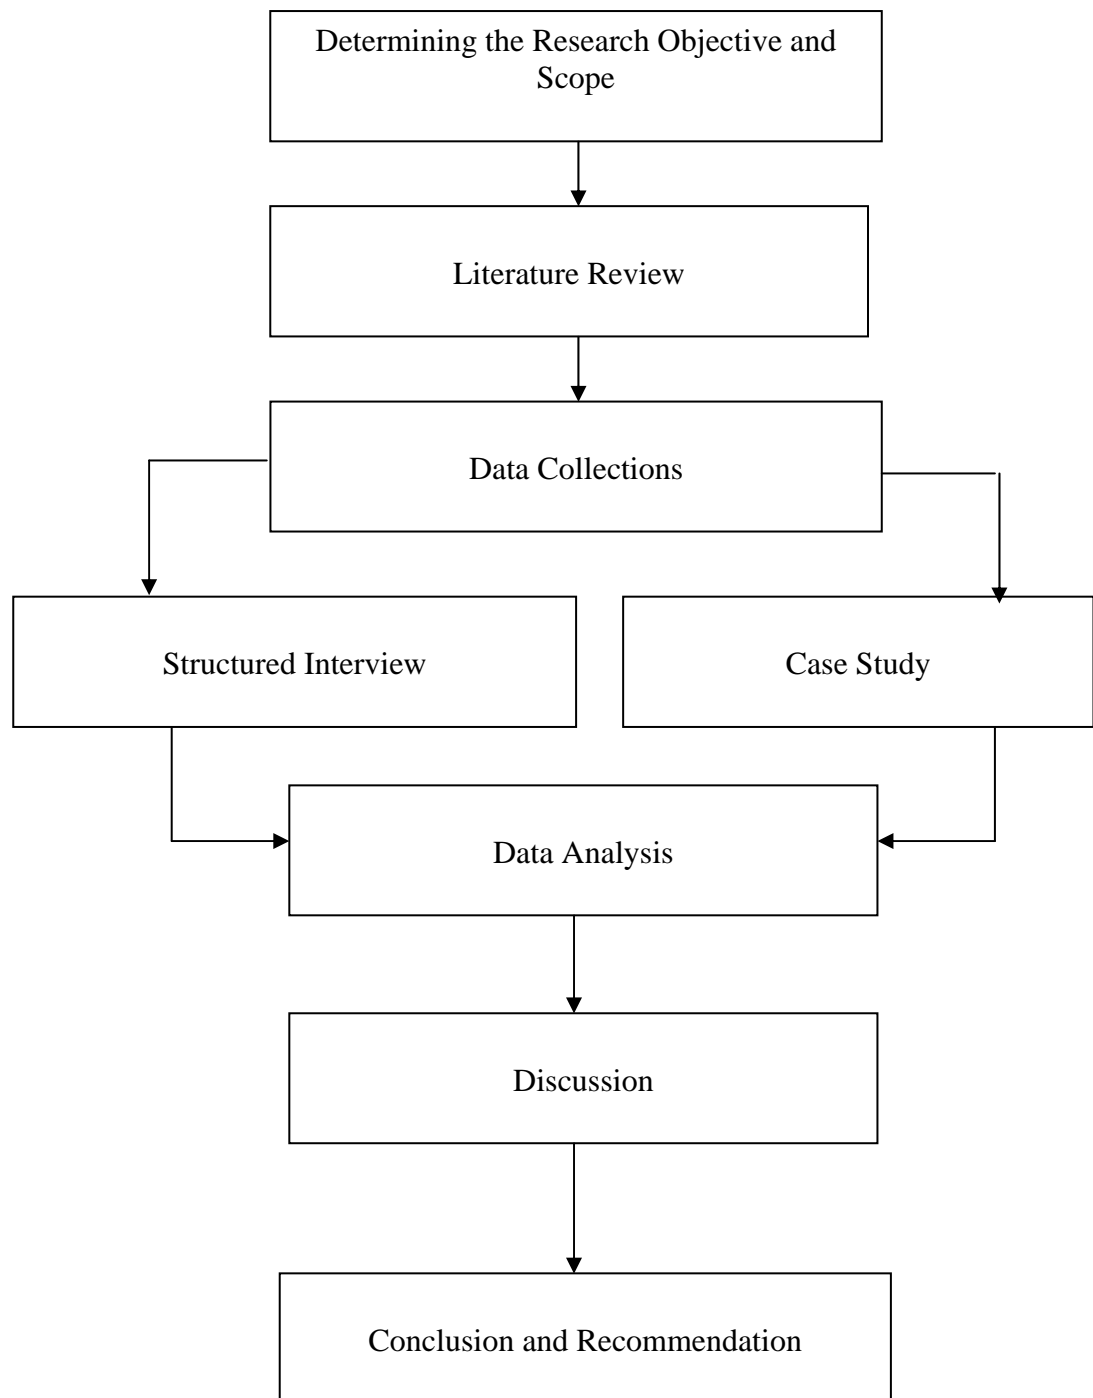 Determining the Research Objective and
Scope
Literature Review
Data Collections
Structured Interview
Case Study
Data Analysis
Discussion
Conclusion and Recommendation